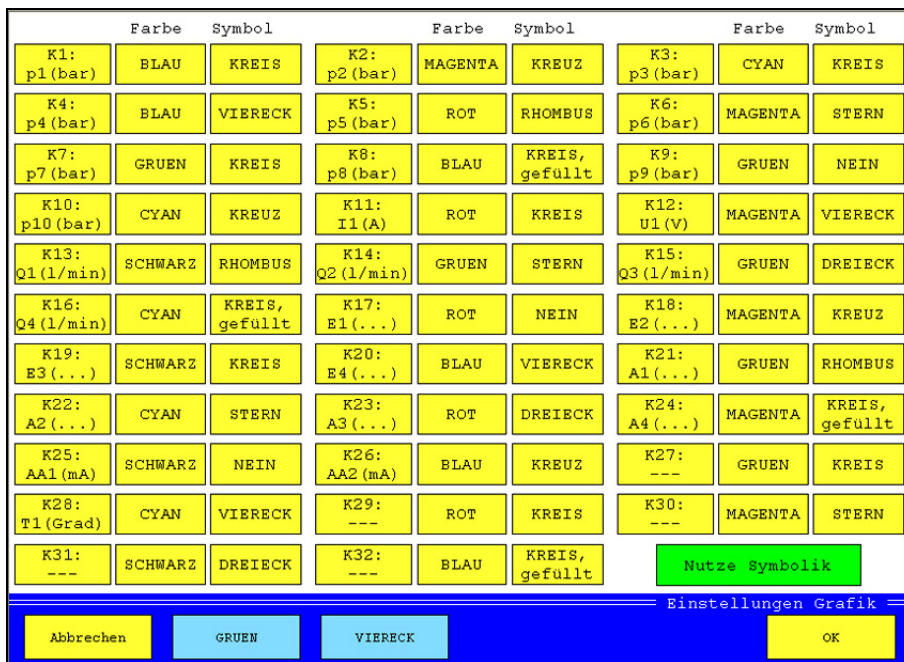 Farbe Symbol Farbe Symbol Farbe Symbol
K1: K2: K3:
p1(bar) BLAU KREIS p2(bar) MAGENTA KREUZ p3(bar) CYAN KREIS
K4: K5: K6:
p4(bar) BLAU VIERECK p5(bar) ROT RHOMBUS p6(bar) MAGENTA STERN
K7: K8: KREIS, K9:
p7(bar) GRUEN KREIS p8(bar) BLAU gefüllt p9(bar) GRUEN NEIN
K10: K11: K12:
p10(bar) CYAN KREUZ I1(A) ROT KREIS U1(V) MAGENTA VIERECK
K13: K14: K15:
Q1(l/min) SCHWARZ RHOMBUS Q2(l/min) GRUEN STERN Q3(l/min) GRUEN DREIECK
K16: KREIS, K17: K18:
Q4(l/min) CYAN gefüllt E1(...) ROT NEIN E2(...) MAGENTA KREUZ
K19: K20: K21:
E3(...) SCHWARZ KREIS E4(...) BLAU VIERECK A1(...) GRUEN RHOMBUS
K22: K23: K24: KREIS,
A2(...) CYAN STERN A3(...) ROT DREIECK A4(...) MAGENTA gefüllt
K25: K26: K27:
AA1(mA) SCHWARZ NEIN AA2(mA) BLAU KREUZ --- GRUEN KREIS
K28: K29: K30:
T1(Grad) CYAN VIERECK --- ROT KREIS --- MAGENTA STERN
K31: K32: KREIS,
--- SCHWARZ DREIECK --- BLAU gefüllt Nutze Symbolik
Einstellungen Grafik
Abbrechen GRUEN VIERECK OK